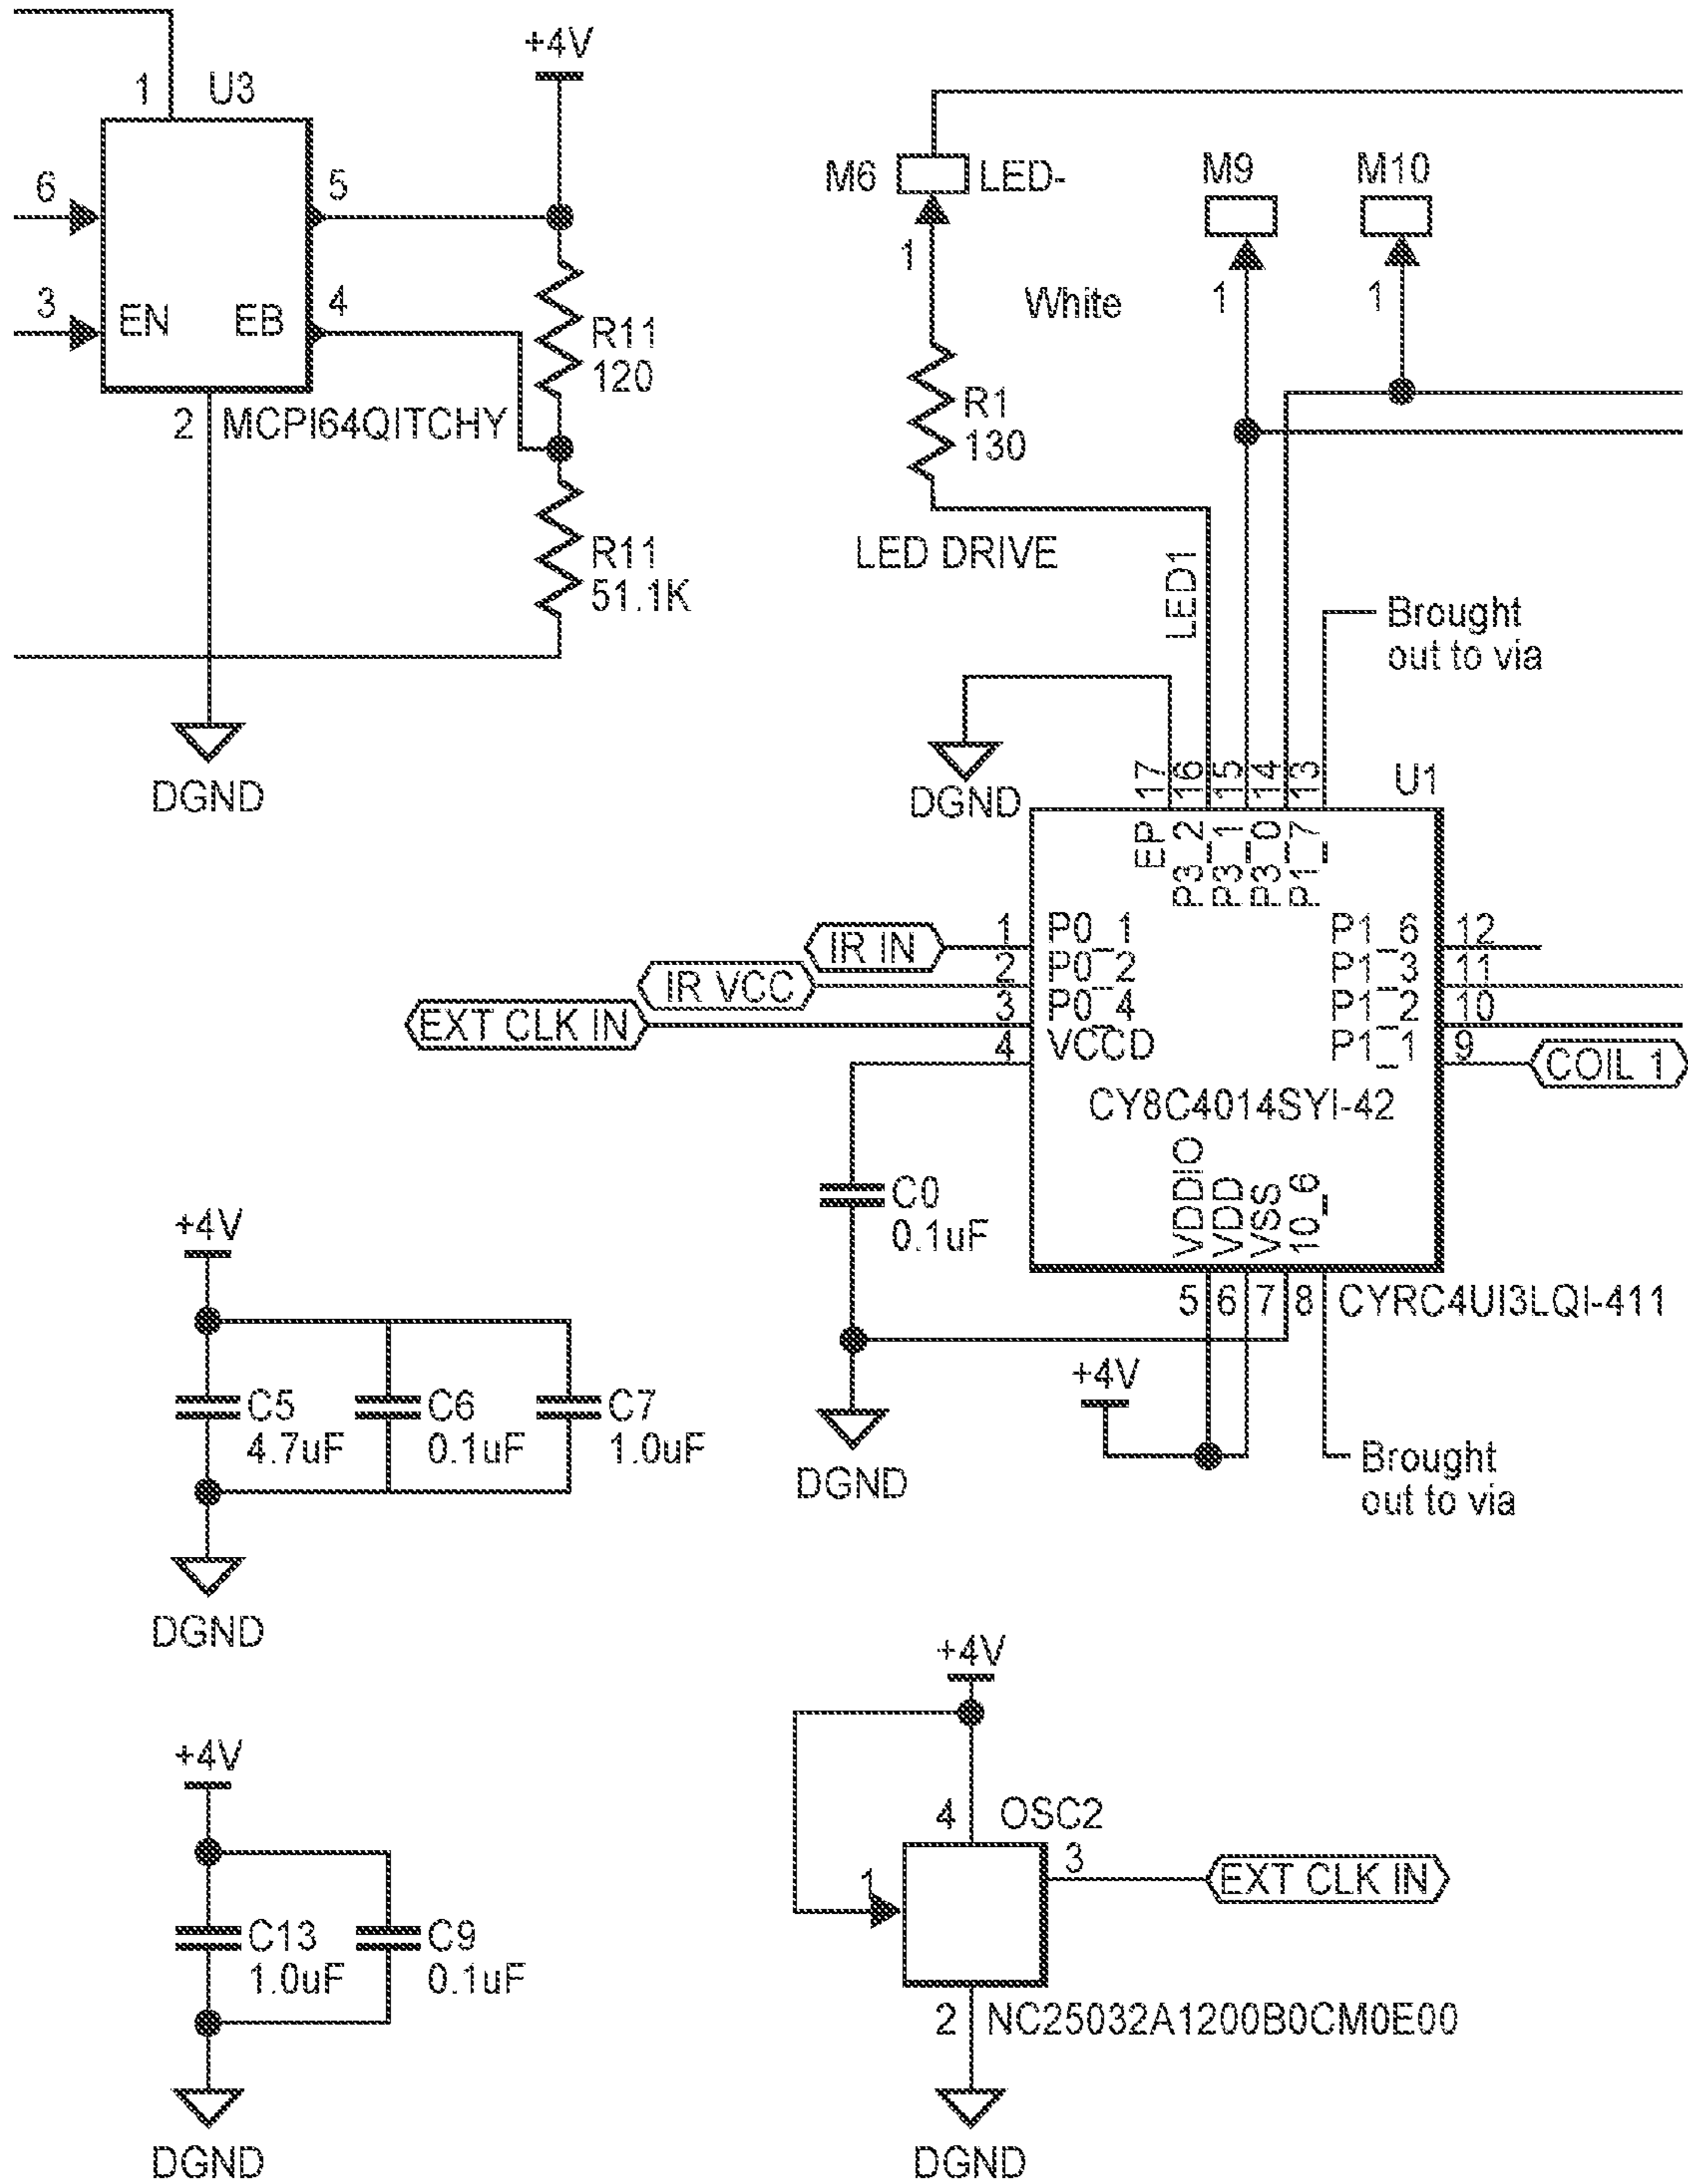 +4V
1 U3
6 5
3 EN EB 4
2 MCPI64QITCHY
R11
120
R11
51.1K
DGND
M6 LED-
1
White
M9
1
M10
1
R1
130
LED DRIVE
LED1
Brought
out to via
DGND
17 16 15 14 13
U1
EP P3_2 P3_1 P3_0 P1_7
IR IN 1 P0_1
IR VCC 2 P0_2
EXT CLK IN 3 P0_4
4 VCCD
P1_6 12
P1_3 11
P1_2 10
P1_1 9 COIL 1
CY8C4014SYI-42
VDDIO VDD VSS 10_6
5 6 7 8 CYRC4UI3LQI-411
C0
0.1uF
DGND
+4V
Brought
out to via
+4V
C5
4.7uF
C6
0.1uF
C7
1.0uF
DGND
+4V
C13
1.0uF
C9
0.1uF
DGND
+4V
4 OSC2
1 3 EXT CLK IN
2 NC25032A1200B0CM0E00
DGND